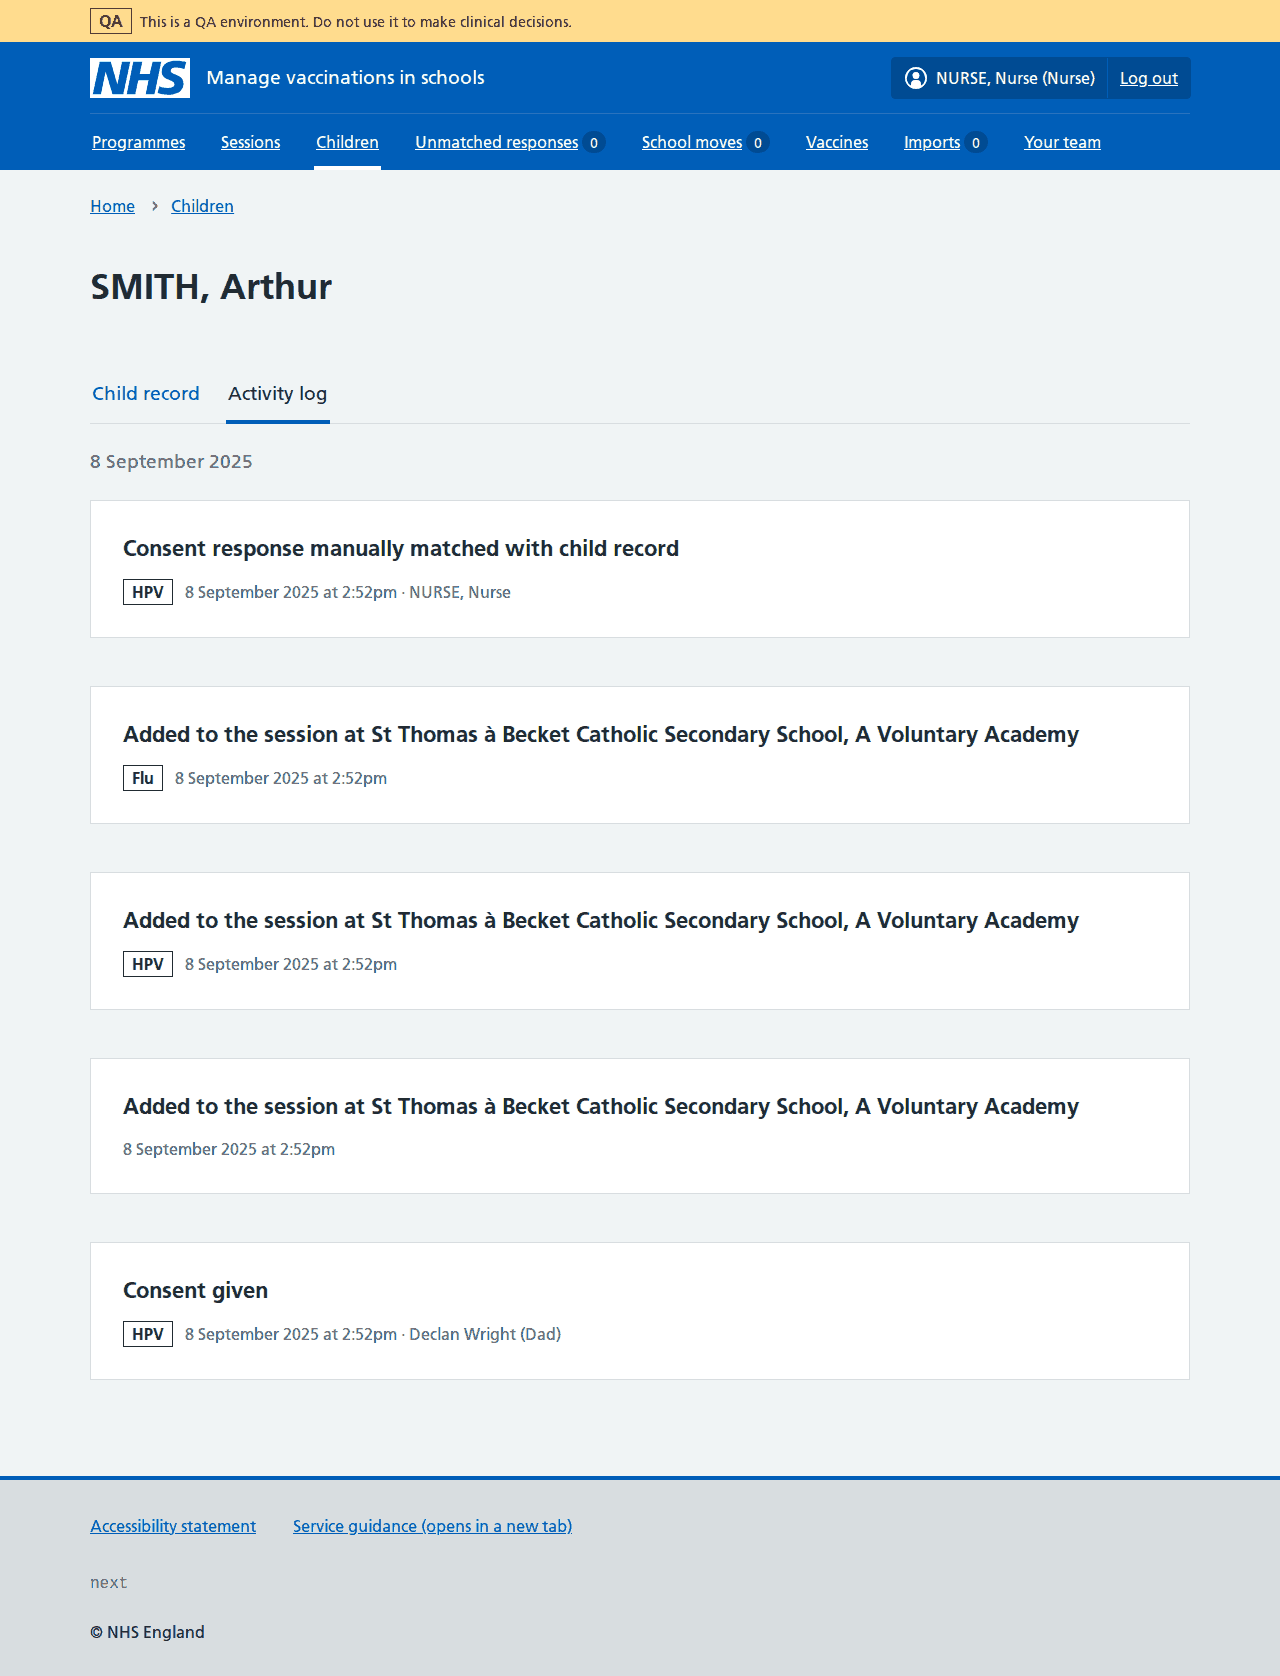 QA This is a QA environment. Do not use it to make clinical decisions.
NHS Manage vaccinations in schools NURSE, Nurse (Nurse) Log out
Programmes Sessions Children Unmatched responses 0 School moves 0 Vaccines Imports 0 Your team
Home › Children
SMITH, Arthur
Child record Activity log
8 September 2025
Consent response manually matched with child record
HPV 8 September 2025 at 2:52pm · NURSE, Nurse
Added to the session at St Thomas à Becket Catholic Secondary School, A Voluntary Academy
Flu 8 September 2025 at 2:52pm
Added to the session at St Thomas à Becket Catholic Secondary School, A Voluntary Academy
HPV 8 September 2025 at 2:52pm
Added to the session at St Thomas à Becket Catholic Secondary School, A Voluntary Academy
8 September 2025 at 2:52pm
Consent given
HPV 8 September 2025 at 2:52pm · Declan Wright (Dad)
Accessibility statement Service guidance (opens in a new tab)
next
© NHS England